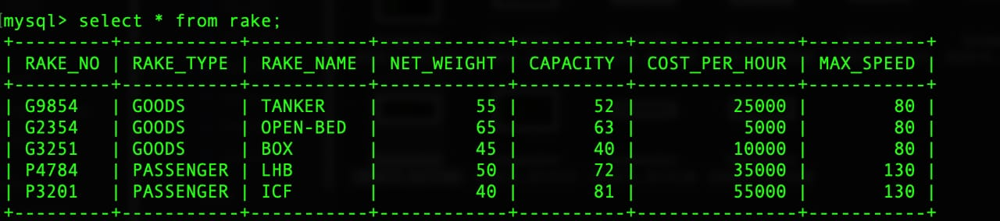 mysql> select * from rake;
+---------+-----------+-----------+------------+----------+---------------+-----------+
| RAKE_NO | RAKE_TYPE | RAKE_NAME | NET_WEIGHT | CAPACITY | COST_PER_HOUR | MAX_SPEED |
+---------+-----------+-----------+------------+----------+---------------+-----------+
| G9854   | GOODS     | TANKER    |         55 |       52 |         25000 |        80 |
| G2354   | GOODS     | OPEN-BED  |         65 |       63 |          5000 |        80 |
| G3251   | GOODS     | BOX       |         45 |       40 |         10000 |        80 |
| P4784   | PASSENGER | LHB       |         50 |       72 |         35000 |       130 |
| P3201   | PASSENGER | ICF       |         40 |       81 |         55000 |       130 |
+---------+-----------+-----------+------------+----------+---------------+-----------+